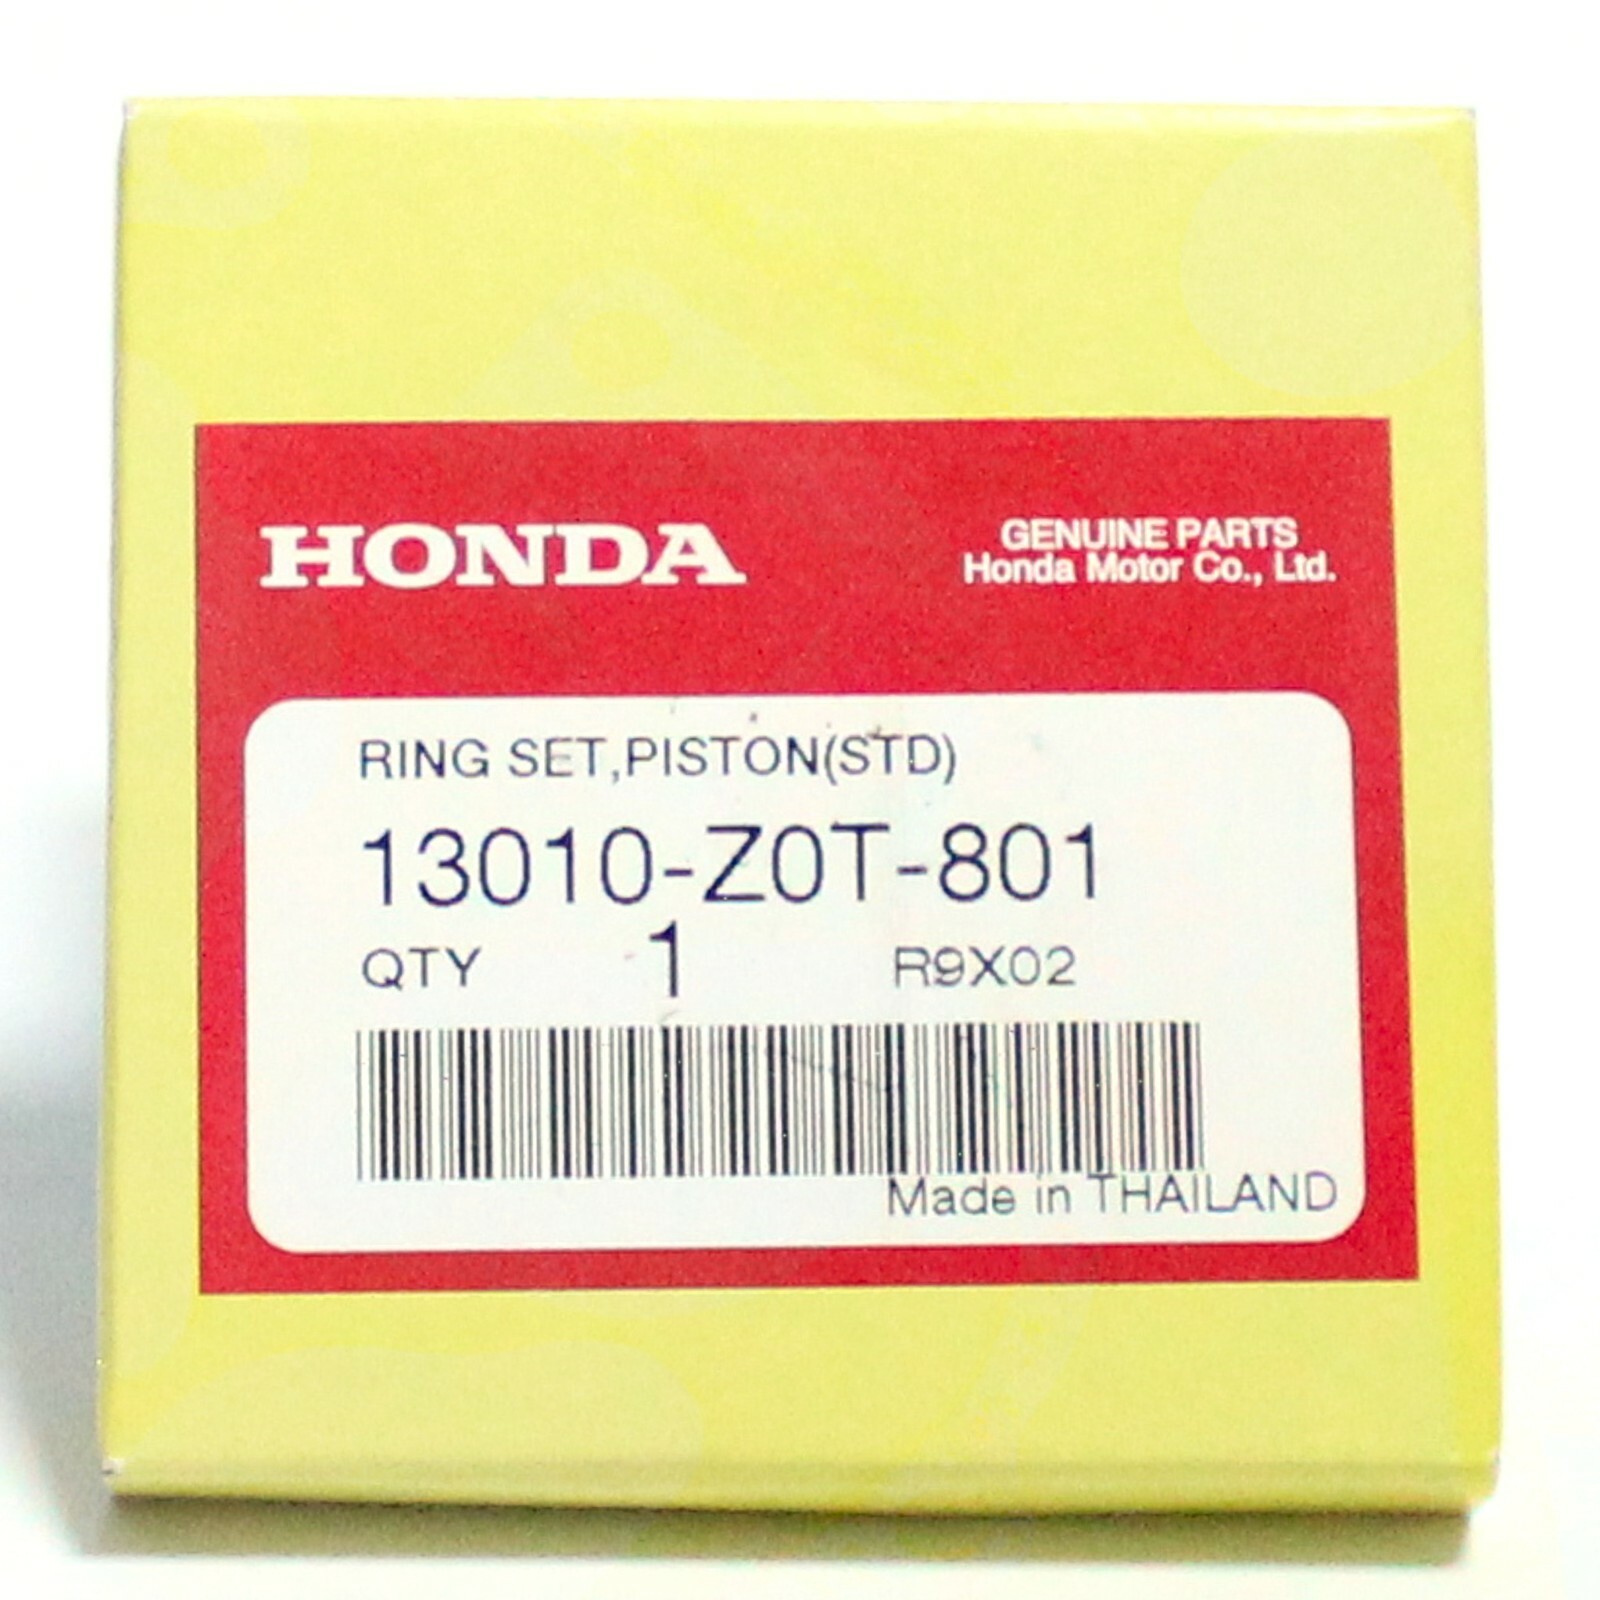 HONDA
GENUINE PARTS
Honda Motor Co., Ltd.
RING SET,PISTON(STD)
13010-Z0T-801
QTY 1 R9X02
Made in THAILAND